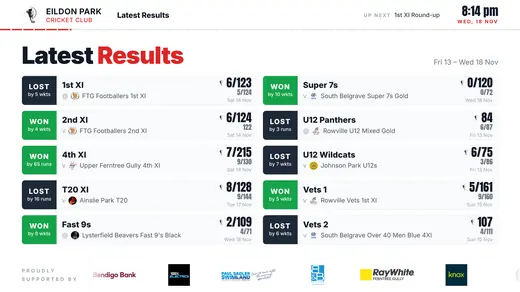 EILDON PARK
CRICKET CLUB
Latest Results
UP NEXT 1st XI Round-up
8:14 pm
WED, 18 NOV
Latest Results
Fri 13 – Wed 18 Nov
LOST
by 5 wkts
1st XI
@ FTG Footballers 1st XI
6/123
5/124
Sat 14 Nov
WON
by 4 wkts
2nd XI
v FTG Footballers 2nd XI
6/124
122
Sat 14 Nov
WON
by 85 runs
4th XI
v Upper Ferntree Gully 4th XI
7/215
9/130
Sat 14 Nov
LOST
by 16 runs
T20 XI
v Ainslie Park T20
8/128
9/144
Tue 17 Nov
WON
by 8 wkts
Fast 9s
@ Lysterfield Beavers Fast 9's Black
2/109
4/71
Wed 18 Nov
WON
by 10 wkts
Super 7s
v South Belgrave Super 7s Gold
0/120
0/72
Wed 18 Nov
LOST
by 3 runs
U12 Panthers
@ Rowville U12 Mixed Gold
84
6/87
Fri 13 Nov
LOST
by 7 wkts
U12 Wildcats
v Johnson Park U12s
6/75
3/86
Fri 13 Nov
WON
by 5 wkts
Vets 1
v Rowville Vets 1st XI
5/161
9/160
Sun 15 Nov
LOST
by 6 wkts
Vets 2
v South Belgrave Over 40 Men Blue 4XI
107
4/111
Sun 15 Nov
PROUDLY
SUPPORTED BY
Bendigo Bank
PAUL SADLER
SWIMLAND
RayWhite
FERNTREE GULLY
knox